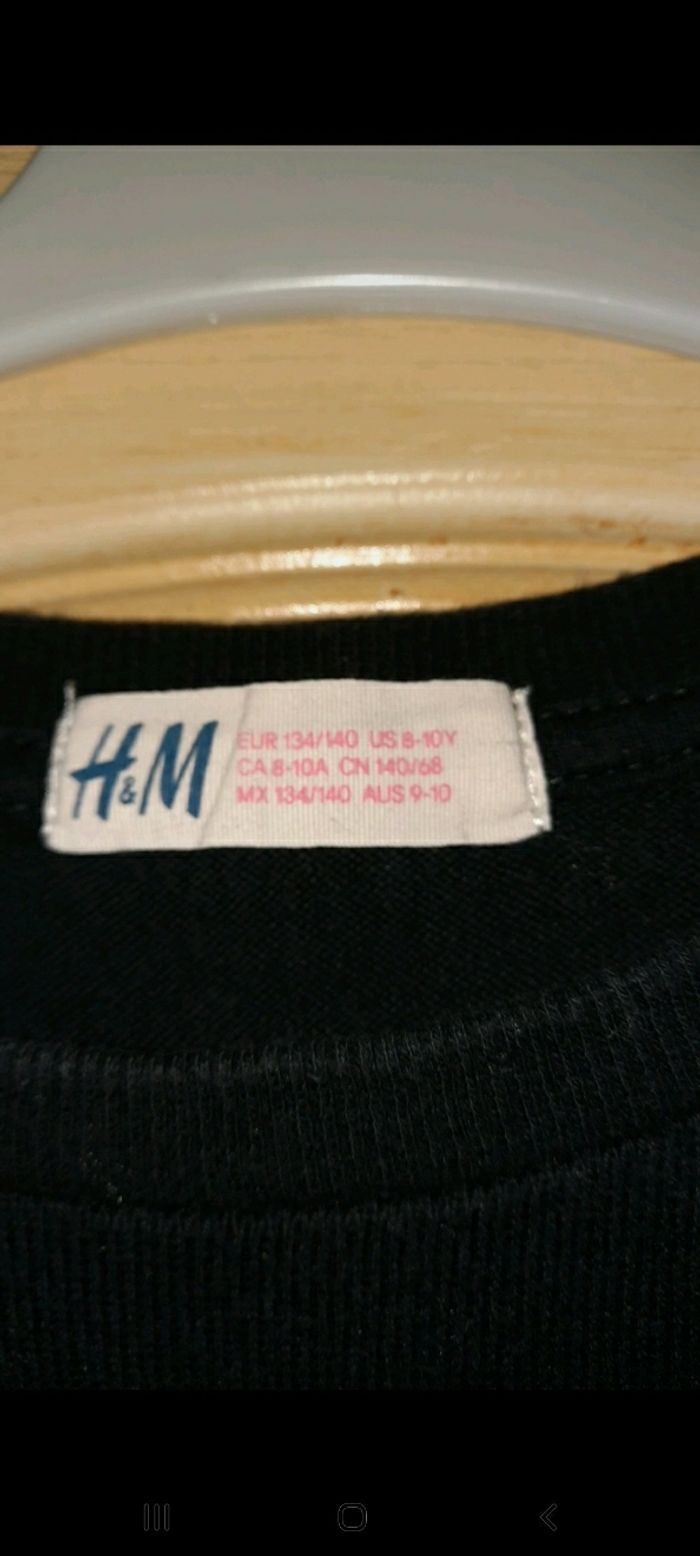 H&M
EUR 134/140 US 8-10Y
CA 8-10A CN 140/68
MX 134/140 AUS 9-10